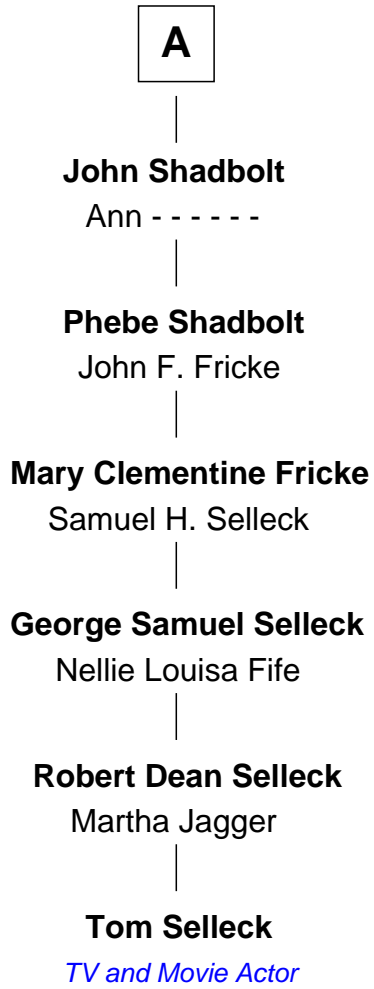 A
John Shadbolt
Ann - - - - - -
Phebe Shadbolt
John F. Fricke
Mary Clementine Fricke
Samuel H. Selleck
George Samuel Selleck
Nellie Louisa Fife
Robert Dean Selleck
Martha Jagger
Tom Selleck
TV and Movie Actor